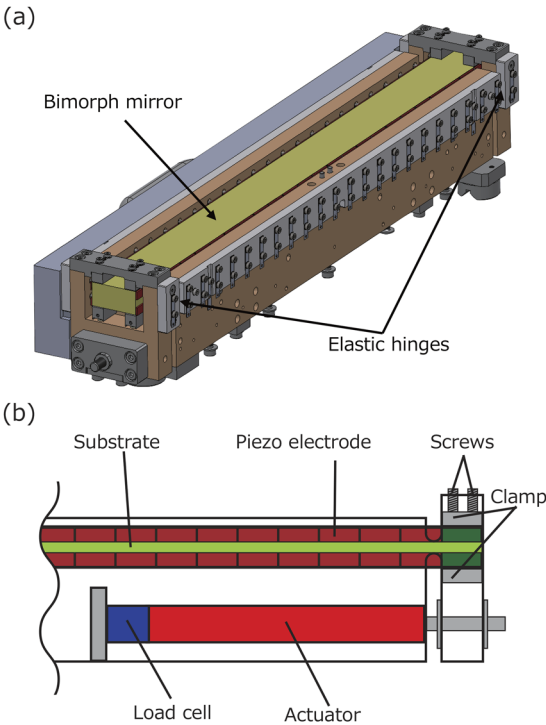 (a)
Bimorph mirror
Elastic hinges
(b)
Substrate
Piezo electrode
Screws
Clamp
Load cell
Actuator